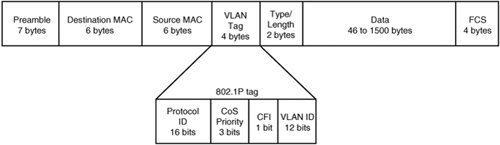 Preamble
7 bytes
Destination MAC
6 bytes
Source MAC
6 bytes
VLAN
Tag
4 bytes
Type/
Length
2 bytes
Data
46 to 1500 bytes
FCS
4 bytes
802.1P tag
Protocol
ID
16 bits
CoS
Priority
3 bits
CFI
1 bit
VLAN ID
12 bits